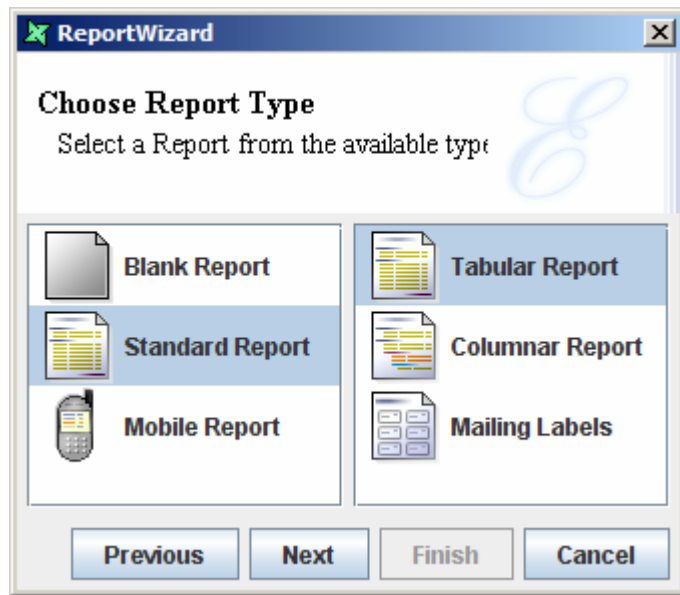 ReportWizard
Choose Report Type
Select a Report from the available type
Blank Report
Standard Report
Mobile Report
Tabular Report
Columnar Report
Mailing Labels
Previous Next Finish Cancel